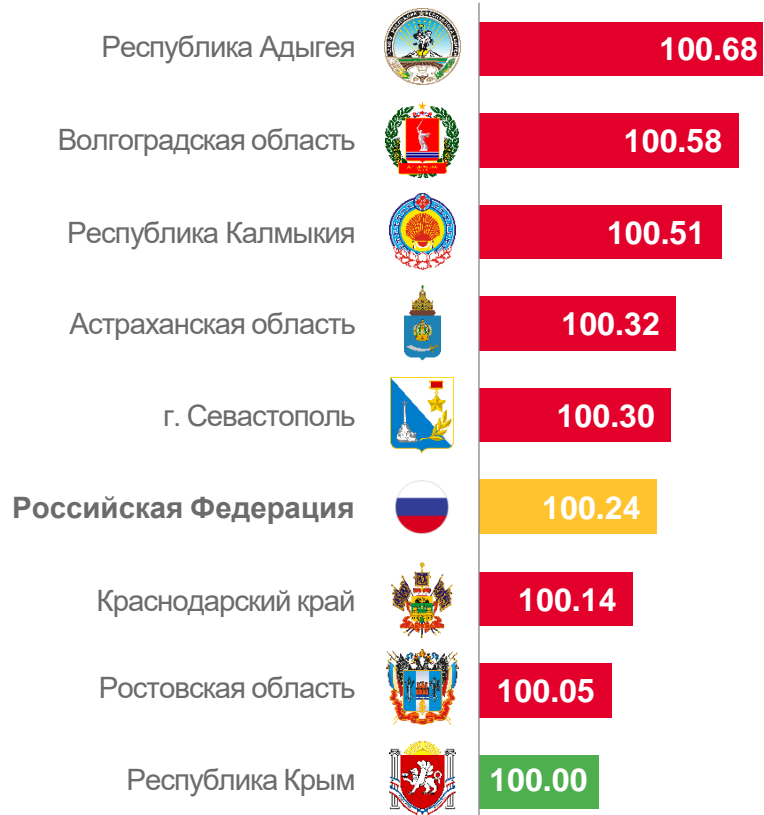 Республика Адыгея 100.68
Волгоградская область 100.58
Республика Калмыкия 100.51
Астраханская область 100.32
г. Севастополь 100.30
Российская Федерация 100.24
Краснодарский край 100.14
Ростовская область 100.05
Республика Крым 100.00